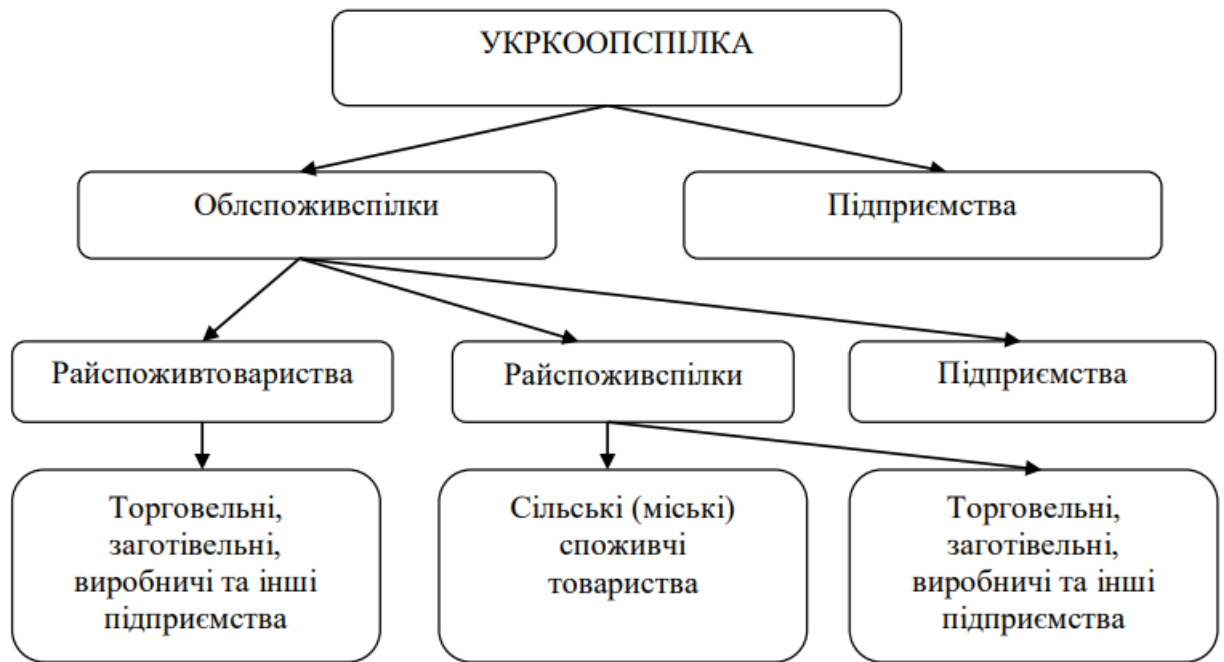 УКРКООПСПІЛКА
Облспоживспілки
Підприємства
Райспоживтовариства
Райспоживспілки
Підприємства
Торговельні,
заготівельні,
виробничі та інші
підприємства
Сільські (міські)
споживчі
товариства
Торговельні,
заготівельні,
виробничі та інші
підприємства